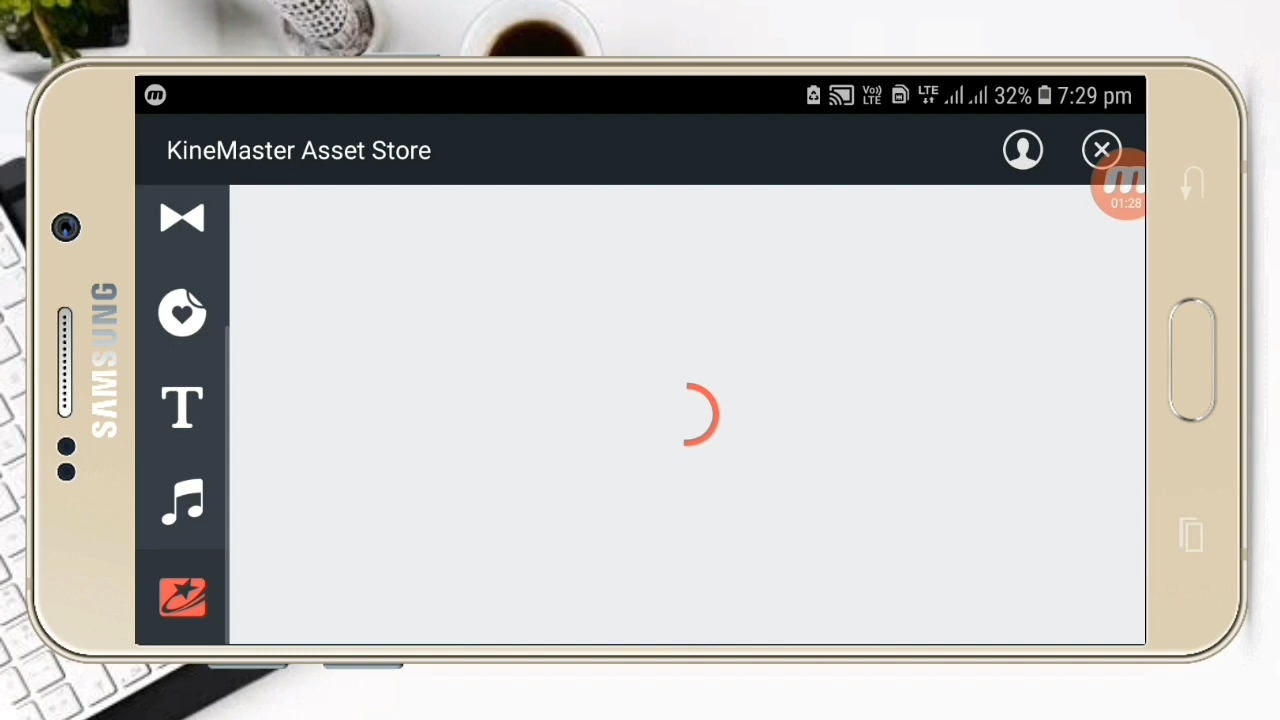 LTE 32% 7:29 pm
Vo))
LTE
KineMaster Asset Store
m
01:28
SAMSUNG
T